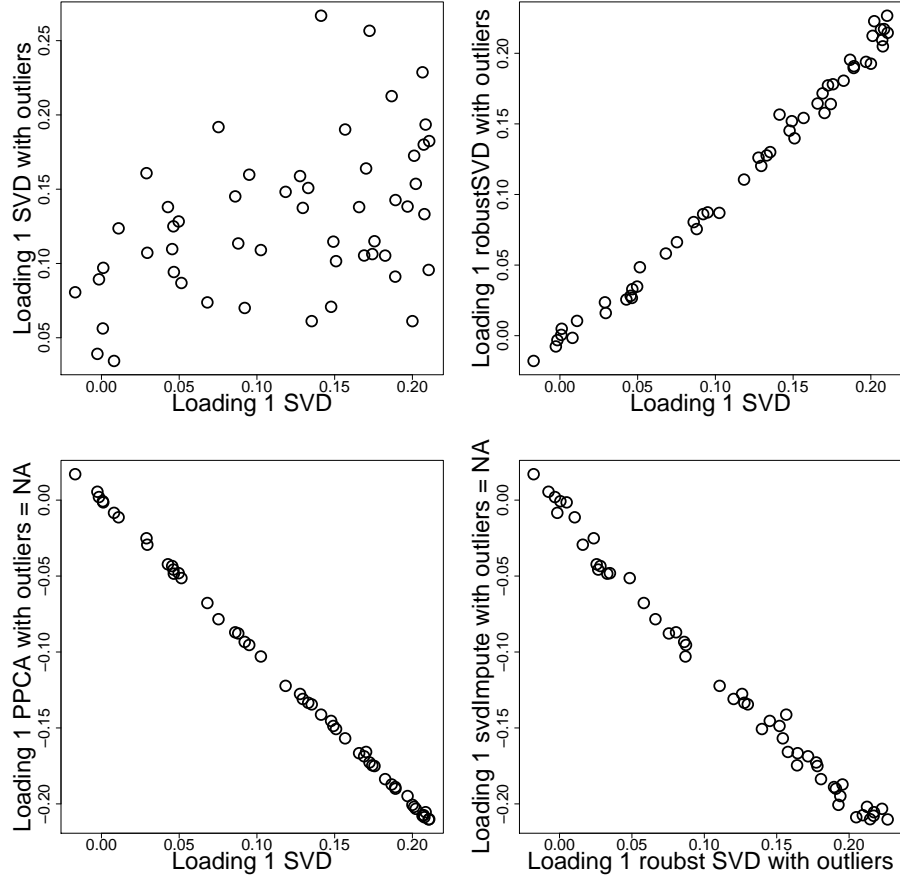 Loading 1 SVD with outliers
0.05 0.10 0.15 0.20 0.25
0.00 0.05 0.10 0.15 0.20
Loading 1 SVD
Loading 1 robustSVD with outliers
0.00 0.05 0.10 0.15 0.20
0.00 0.05 0.10 0.15 0.20
Loading 1 SVD
Loading 1 PPCA with outliers = NA
−0.20 −0.15 −0.10 −0.05 0.00
0.00 0.05 0.10 0.15 0.20
Loading 1 SVD
Loading 1 svdImpute with outliers = NA
−0.20 −0.15 −0.10 −0.05 0.00
0.00 0.05 0.10 0.15 0.20
Loading 1 roubst SVD with outliers